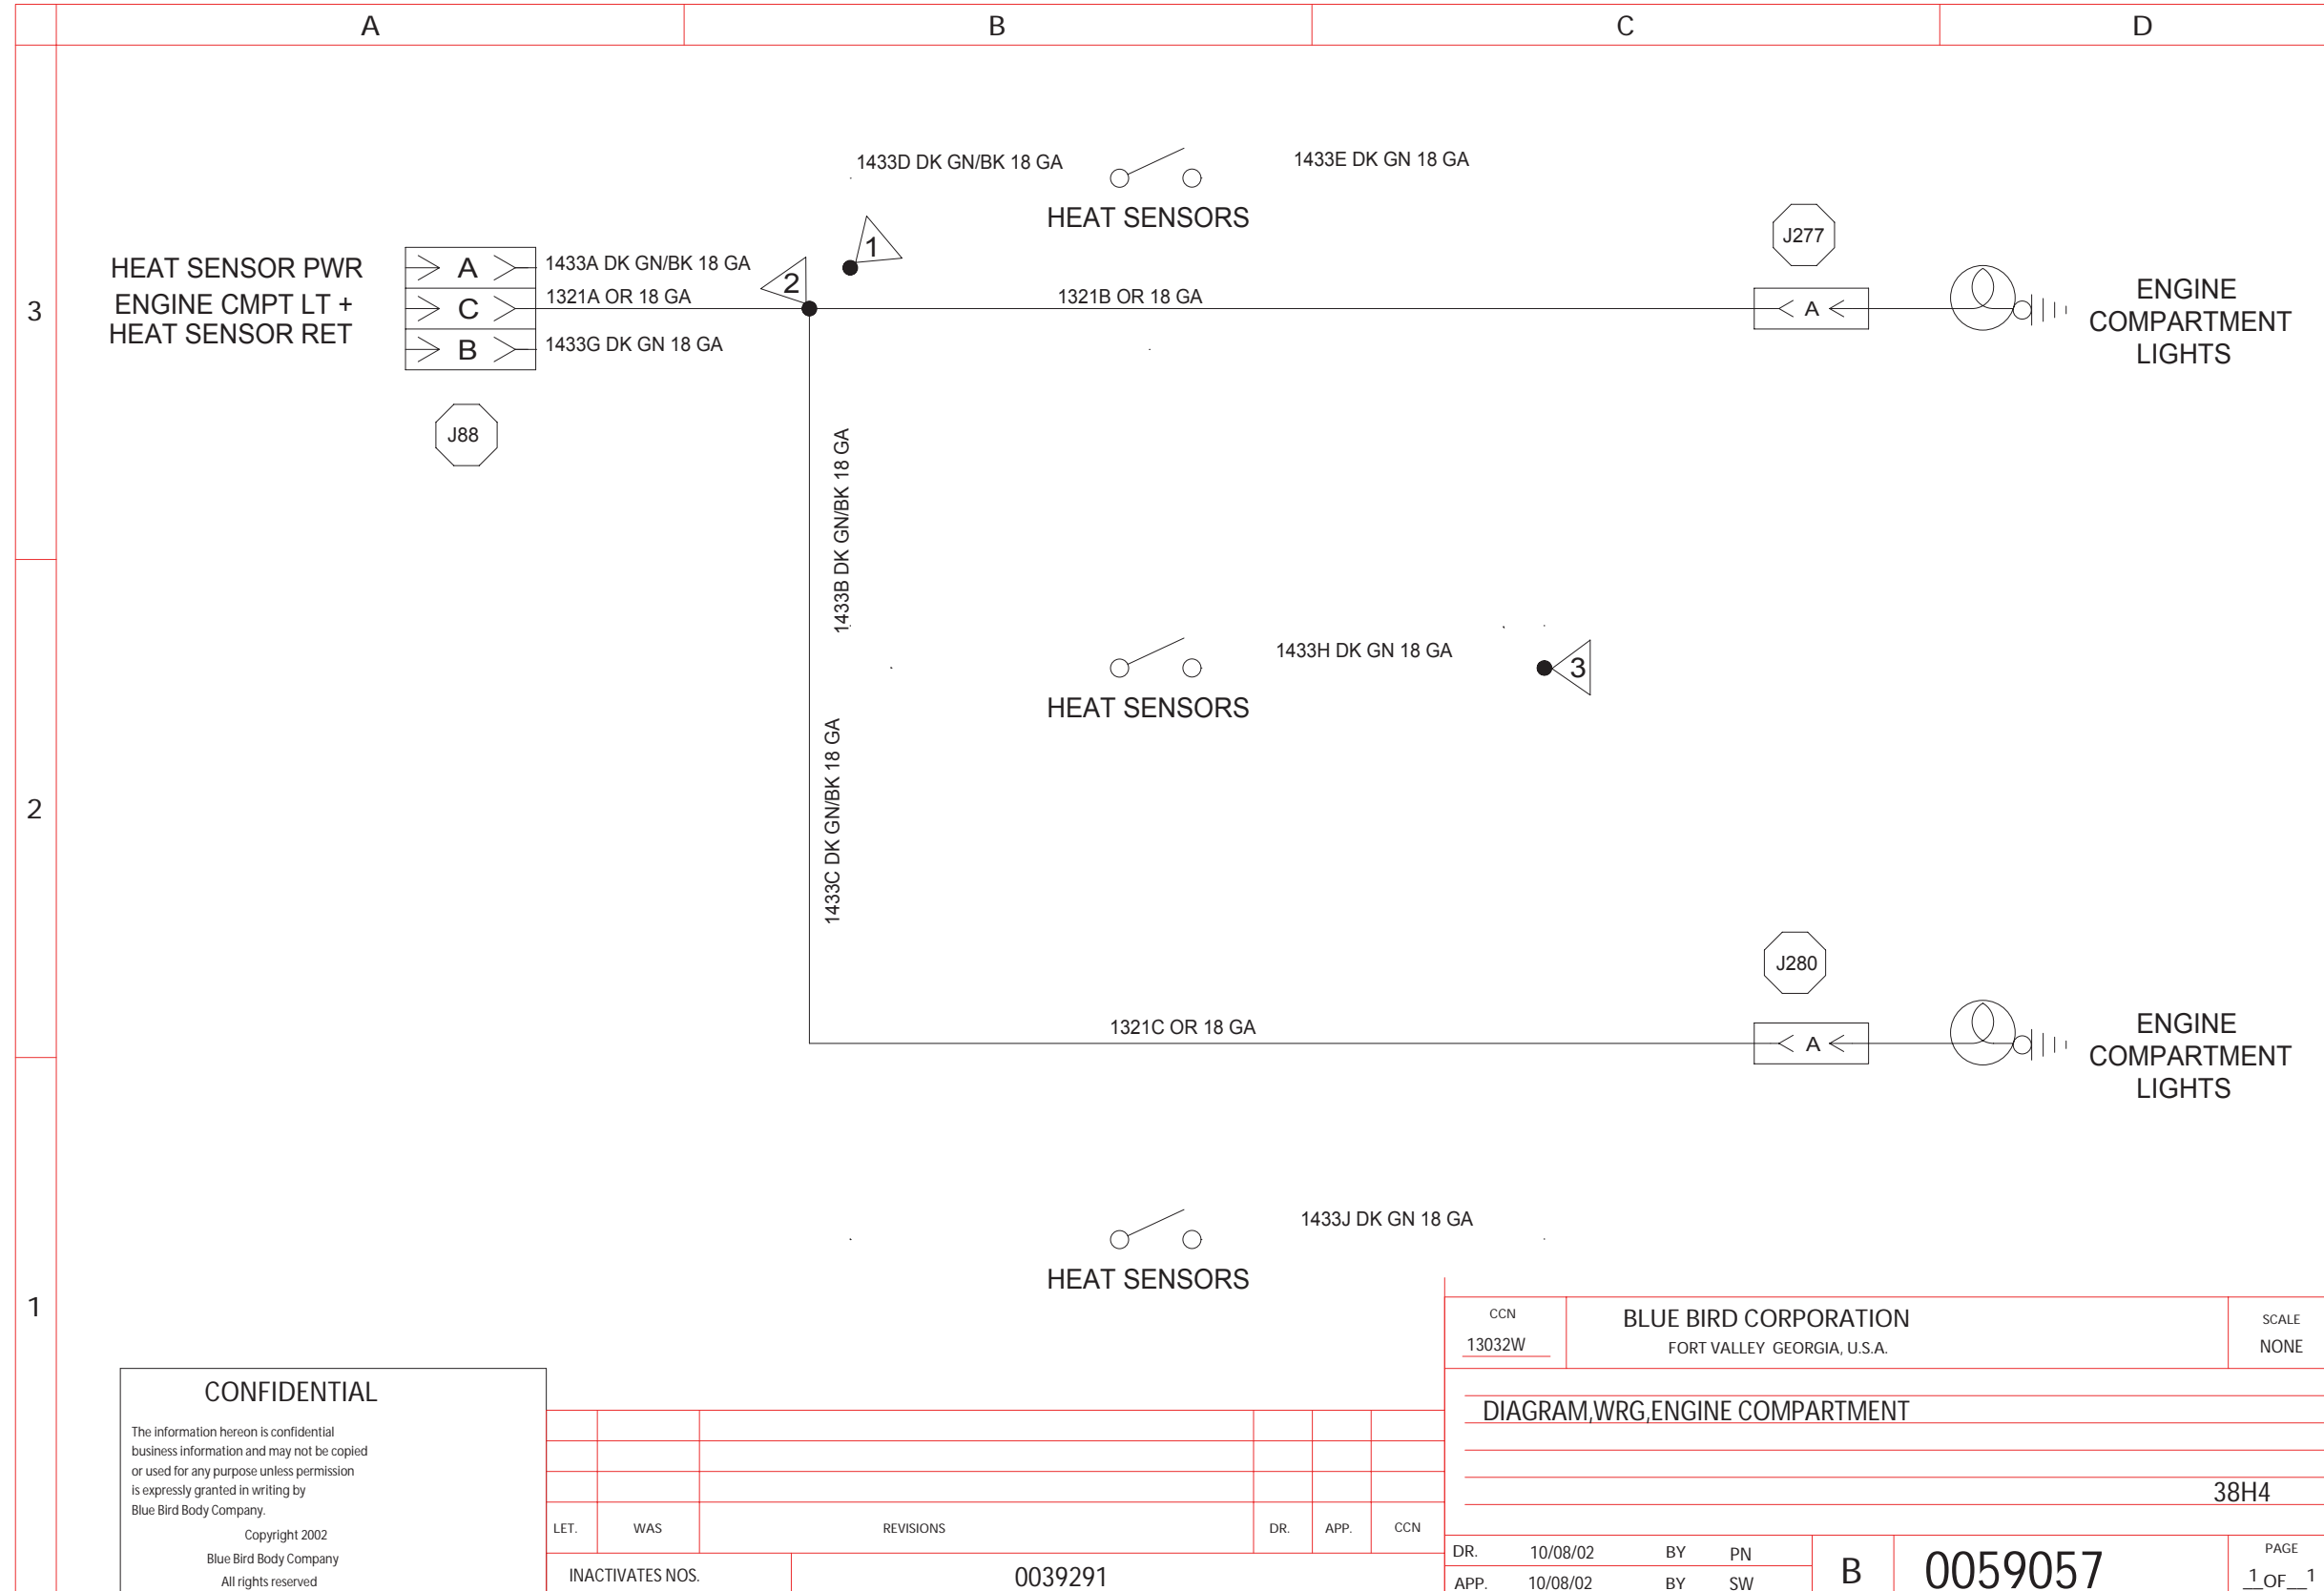 A B C D
1433D DK GN/BK 18 GA
1433E DK GN 18 GA
HEAT SENSORS
J277
1
HEAT SENSOR PWR
A
1433A DK GN/BK 18 GA
2
3
ENGINE CMPT LT +
C
1321A OR 18 GA
1321B OR 18 GA
A
ENGINE
COMPARTMENT
LIGHTS
HEAT SENSOR RET
B
1433G DK GN 18 GA
J88
1433B DK GN/BK 18 GA
1433H DK GN 18 GA
3
HEAT SENSORS
2
1433C DK GN/BK 18 GA
J280
1321C OR 18 GA
A
ENGINE
COMPARTMENT
LIGHTS
1433J DK GN 18 GA
HEAT SENSORS
1
CCN
13032W
BLUE BIRD CORPORATION
FORT VALLEY GEORGIA, U.S.A.
SCALE
NONE
CONFIDENTIAL
The information hereon is confidential
business information and may not be copied
or used for any purpose unless permission
is expressly granted in writing by
Blue Bird Body Company.
Copyright 2002
Blue Bird Body Company
All rights reserved
DIAGRAM,WRG,ENGINE COMPARTMENT
38H4
LET. WAS REVISIONS DR. APP. CCN
INACTIVATES NOS. 0039291
DR. 10/08/02 BY PN
APP. 10/08/02 BY SW
B
0059057
PAGE
1 OF 1